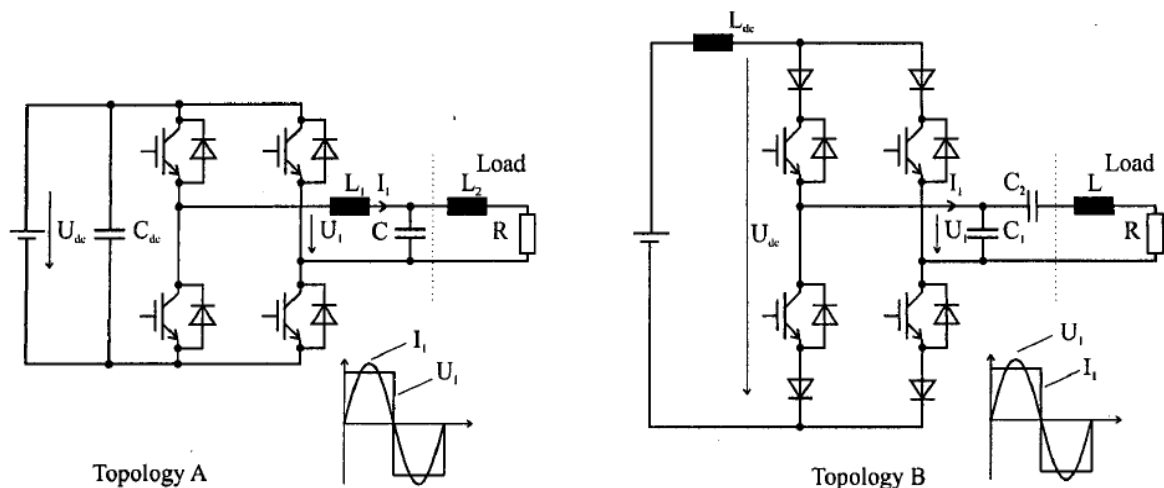 U_dc
C_dc
L_1
I_1
U_1
C
L_2
Load
R
I_1
U_1
Topology A
L_dc
U_dc
I_1
U_1
C_1
C_2
L
Load
R
U_1
I_1
Topology B